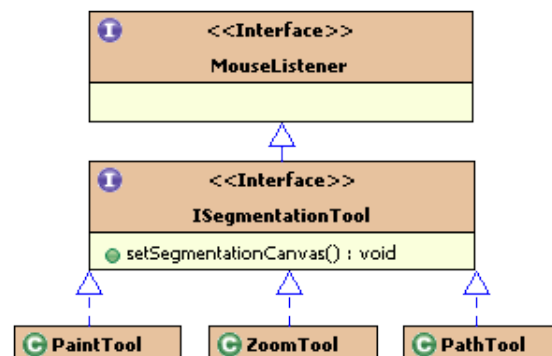 I <<Interface>>
MouseListener
I <<Interface>>
ISegmentationTool
setSegmentationCanvas() : void
C PaintTool
C ZoomTool
C PathTool